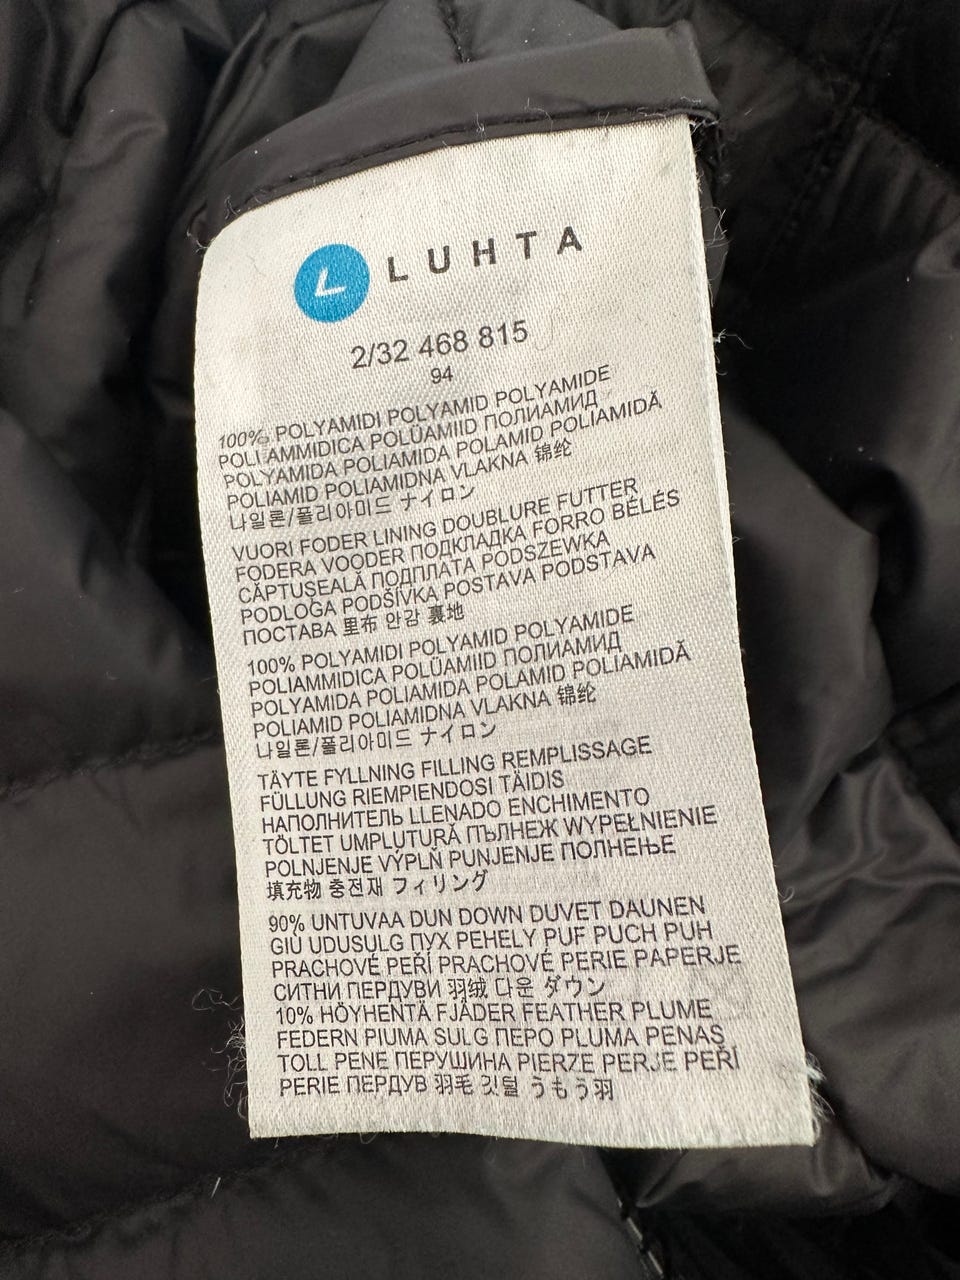 L LUHTA
2/32 468 815
94
100% POLYAMIDI POLYAMID POLYAMIDE
POLIAMMIDICA POLÜAMIID ПОЛИАМИД
POLYAMIDA POLIAMIDA POLAMID POLIAMIDĂ
POLIAMID POLIAMIDNA VLAKNA 锦纶
나일론/폴리아미드 ナイロン
VUORI FODER LINING DOUBLURE FUTTER
FODERA VOODER ПОДКЛАДКА FORRO BÉLÉS
CĂPTUȘEALĂ ПОДПЛАТА PODSZEWKA
PODLOGA PODŠÍVKA POSTAVA PODSTAVA
ПОСТАВА 里布 안감 裏地
100% POLYAMIDI POLYAMID POLYAMIDE
POLIAMMIDICA POLÜAMIID ПОЛИАМИД
POLYAMIDA POLIAMIDA POLAMID POLIAMIDĂ
POLIAMID POLIAMIDNA VLAKNA 锦纶
나일론/폴리아미드 ナイロン
TÄYTE FYLLNING FILLING REMPLISSAGE
FÜLLUNG RIEMPIENDOSI TÄIDIS
НАПОЛНИТЕЛЬ LLENADO ENCHIMENTO
TÖLTET UMPLUTURĂ ПЪЛНЕЖ WYPEŁNIENIE
POLNJENJE VÝPLŇ PUNJENJE ПОЛНЕЊЕ
填充物 충전재 フィリング
90% UNTUVAA DUN DOWN DUVET DAUNEN
GIÙ UDUSULG ПУХ PEHELY PUF PUCH PUH
PRACHOVÉ PEŘÍ PRACHOVÉ PERIE PAPERJE
СИТНИ ПЕРДУВИ 羽绒 다운 ダウン
10% HÖYHENTÄ FJÄDER FEATHER PLUME
FEDERN PIUMA SULG ПЕРО PLUMA PENAS
TOLL PENE ПЕРУШИНА PIERZE PERJE PEŘÍ
PERIE ПЕРДУВ 羽毛 깃털 うもう羽